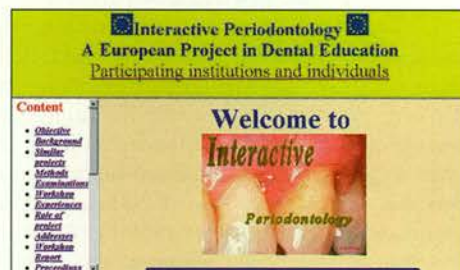 Interactive Periodontology
A European Project in Dental Education
Participating institutions and individuals
Content
Objective
Background
Similar
projects
Methods
Examinations
Workshop
Experiences
Role of
project
Addresses
Workshop
Report
Proceedings
Welcome to
Interactive
Periodontology